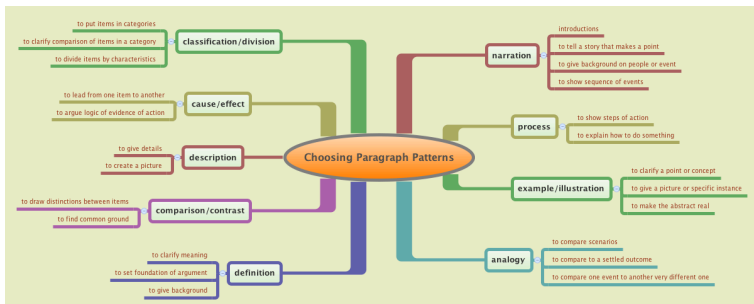 Choosing Paragraph Patterns
classification/division
to put items in categories
to clarify comparison of items in a category
to divide items by characteristics
cause/effect
to lead from one item to another
to argue logic of evidence of action
description
to give details
to create a picture
comparison/contrast
to draw distinctions between items
to find common ground
definition
to clarify meaning
to set foundation of argument
to give background
narration
introductions
to tell a story that makes a point
to give background on people or event
to show sequence of events
process
to show steps of action
to explain how to do something
example/illustration
to clarify a point or concept
to give a picture or specific instance
to make the abstract real
analogy
to compare scenarios
to compare to a settled outcome
to compare one event to another very different one